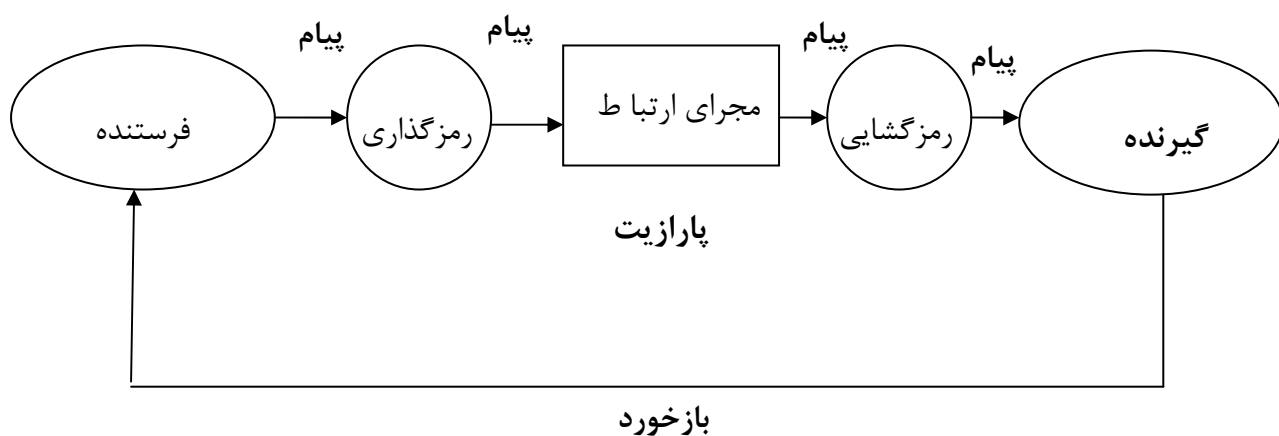 پیام
پیام
پیام
پیام
فرستنده
رمزگذاری
مجرای ارتبا ط
رمزگشایی
گیرنده
پارازیت
بازخورد